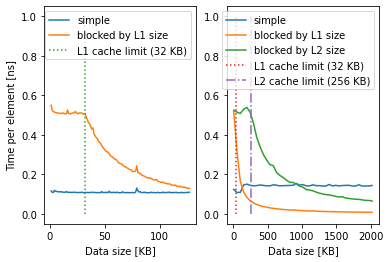 simple
blocked by L1 size
L1 cache limit (32 KB)
simple
blocked by L1 size
blocked by L2 size
L1 cache limit (32 KB)
L2 cache limit (256 KB)
Time per element [ns]
1.0
0.8
0.6
0.4
0.2
0.0
0
50
100
Data size [KB]
1.0
0.8
0.6
0.4
0.2
0.0
0
500
1000
1500
2000
Data size [KB]